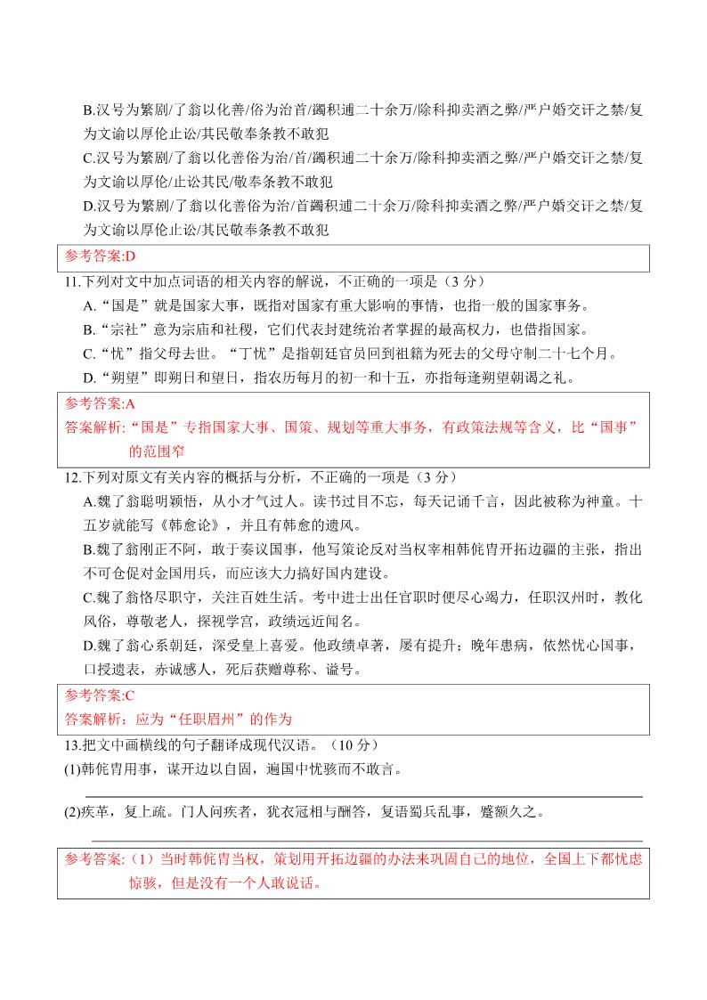 B.汉号为繁剧/了翁以化善/俗为治首/蠲积逋二十余万/除科抑卖酒之弊/严户婚交讦之禁/复
为文谕以厚伦止讼/其民敬奉条教不敢犯
C.汉号为繁剧/了翁以化善俗为治/首/蠲积逋二十余万/除科抑卖酒之弊/严户婚交讦之禁/复
为文谕以厚伦/止讼其民/敬奉条教不敢犯
D.汉号为繁剧/了翁以化善俗为治/首蠲积逋二十余万/除科抑卖酒之弊/严户婚交讦之禁/复
为文谕以厚伦止讼/其民敬奉条教不敢犯
参考答案:D
11.下列对文中加点词语的相关内容的解说，不正确的一项是（3 分）
A.“国是”就是国家大事，既指对国家有重大影响的事情，也指一般的国家事务。
B.“宗社”意为宗庙和社稷，它们代表封建统治者掌握的最高权力，也借指国家。
C.“忧”指父母去世。“丁忧”是指朝廷官员回到祖籍为死去的父母守制二十七个月。
D.“朔望”即朔日和望日，指农历每月的初一和十五，亦指每逢朔望朝谒之礼。
参考答案:A
答案解析:“国是”专指国家大事、国策、规划等重大事务，有政策法规等含义，比“国事”
的范围窄
12.下列对原文有关内容的概括与分析，不正确的一项是（3 分）
A.魏了翁聪明颖悟，从小才气过人。读书过目不忘，每天记诵千言，因此被称为神童。十
五岁就能写《韩愈论》，并且有韩愈的遗风。
B.魏了翁刚正不阿，敢于奏议国事，他写策论反对当权宰相韩侂胄开拓边疆的主张，指出
不可仓促对金国用兵，而应该大力搞好国内建设。
C.魏了翁恪尽职守，关注百姓生活。考中进士出任官职时便尽心竭力，任职汉州时，教化
风俗，尊敬老人，探视学宫，政绩远近闻名。
D.魏了翁心系朝廷，深受皇上喜爱。他政绩卓著，屡有提升；晚年患病，依然忧心国事，
口授遗表，赤诚感人，死后获赠尊称、谥号。
参考答案:C
答案解析：应为“任职眉州”的作为
13.把文中画横线的句子翻译成现代汉语。（10 分）
(1)韩侂胄用事，谋开边以自固，遍国中忧骇而不敢言。
(2)疾革，复上疏。门人问疾者，犹衣冠相与酬答，复语蜀兵乱事，蹙额久之。
参考答案:（1）当时韩侂胄当权，策划用开拓边疆的办法来巩固自己的地位，全国上下都忧虑
惊骇，但是没有一个人敢说话。